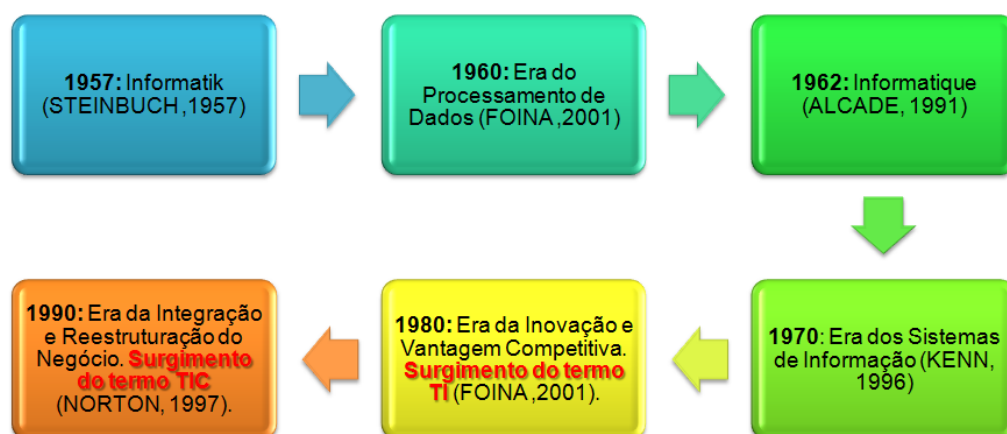 1957: Informatik
(STEINBUCH ,1957)
1960: Era do
Processamento de
Dados (FOINA ,2001)
1962: Informatique
(ALCADE, 1991)
1970: Era dos Sistemas
de Informação (KENN,
1996)
1980: Era da Inovação e
Vantagem Competitiva.
Surgimento do termo
TI (FOINA ,2001).
1990: Era da Integração
e Reestruturação do
Negócio. Surgimento
do termo TIC
(NORTON, 1997).